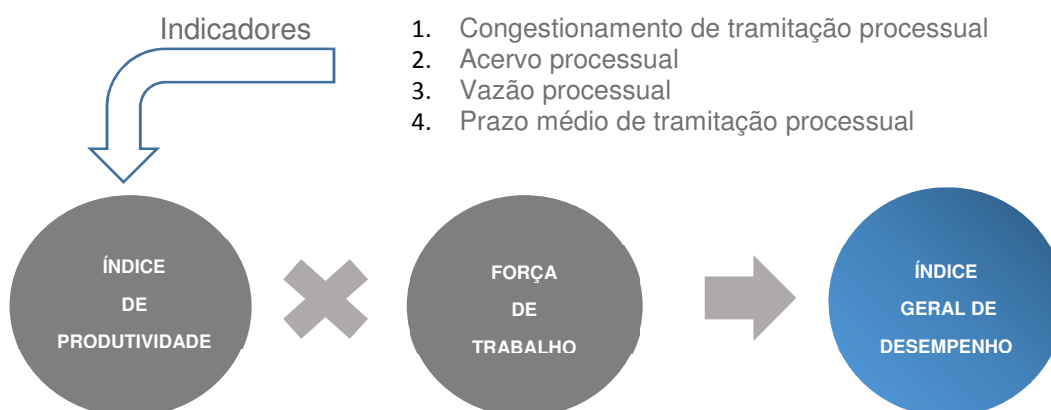 Indicadores
1. Congestionamento de tramitação processual
2. Acervo processual
3. Vazão processual
4. Prazo médio de tramitação processual
ÍNDICE
DE
PRODUTIVIDADE
FORÇA
DE
TRABALHO
ÍNDICE
GERAL DE
DESEMPENHO